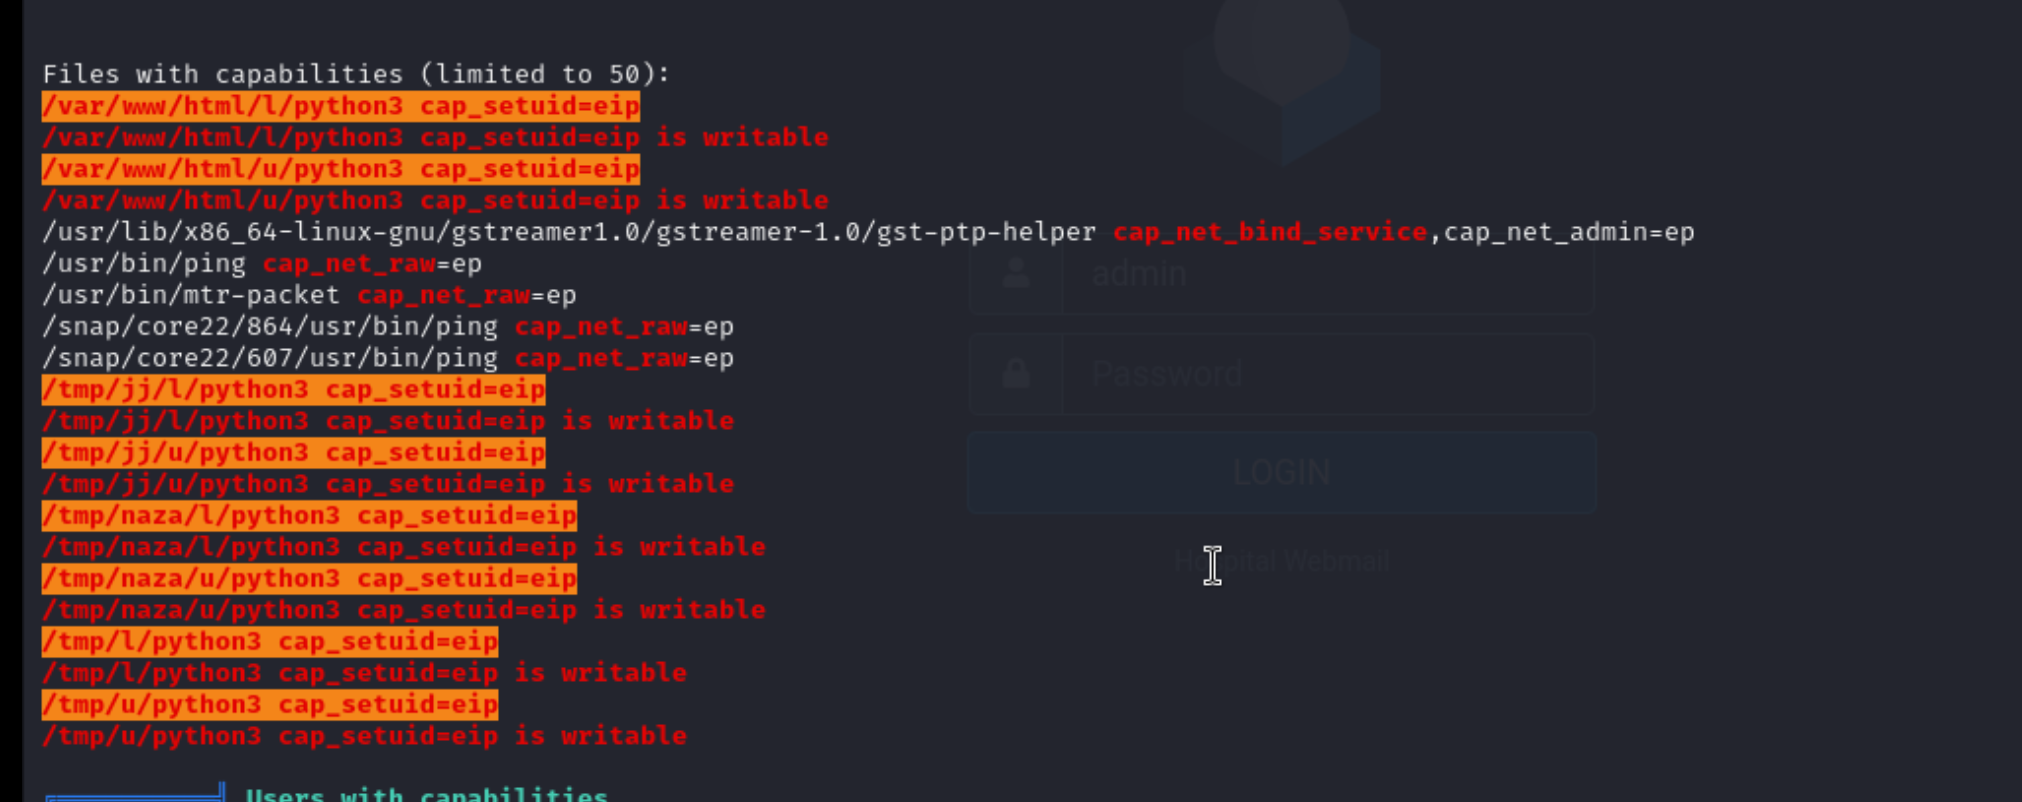 Files with capabilities (limited to 50):
/var/www/html/l/python3 cap_setuid=eip
/var/www/html/l/python3 cap_setuid=eip is writable
/var/www/html/u/python3 cap_setuid=eip
/var/www/html/u/python3 cap_setuid=eip is writable
/usr/lib/x86_64-linux-gnu/gstreamer1.0/gstreamer-1.0/gst-ptp-helper cap_net_bind_service,cap_net_admin=ep
/usr/bin/ping cap_net_raw=ep
admin
/usr/bin/mtr-packet cap_net_raw=ep
/snap/core22/864/usr/bin/ping cap_net_raw=ep
/snap/core22/607/usr/bin/ping cap_net_raw=ep
Password
/tmp/jj/l/python3 cap_setuid=eip
/tmp/jj/l/python3 cap_setuid=eip is writable
/tmp/jj/u/python3 cap_setuid=eip
LOGIN
/tmp/jj/u/python3 cap_setuid=eip is writable
/tmp/naza/l/python3 cap_setuid=eip
/tmp/naza/l/python3 cap_setuid=eip is writable
Hospital Webmail
/tmp/naza/u/python3 cap_setuid=eip
/tmp/naza/u/python3 cap_setuid=eip is writable
/tmp/l/python3 cap_setuid=eip
/tmp/l/python3 cap_setuid=eip is writable
/tmp/u/python3 cap_setuid=eip
/tmp/u/python3 cap_setuid=eip is writable
Users with capabilities